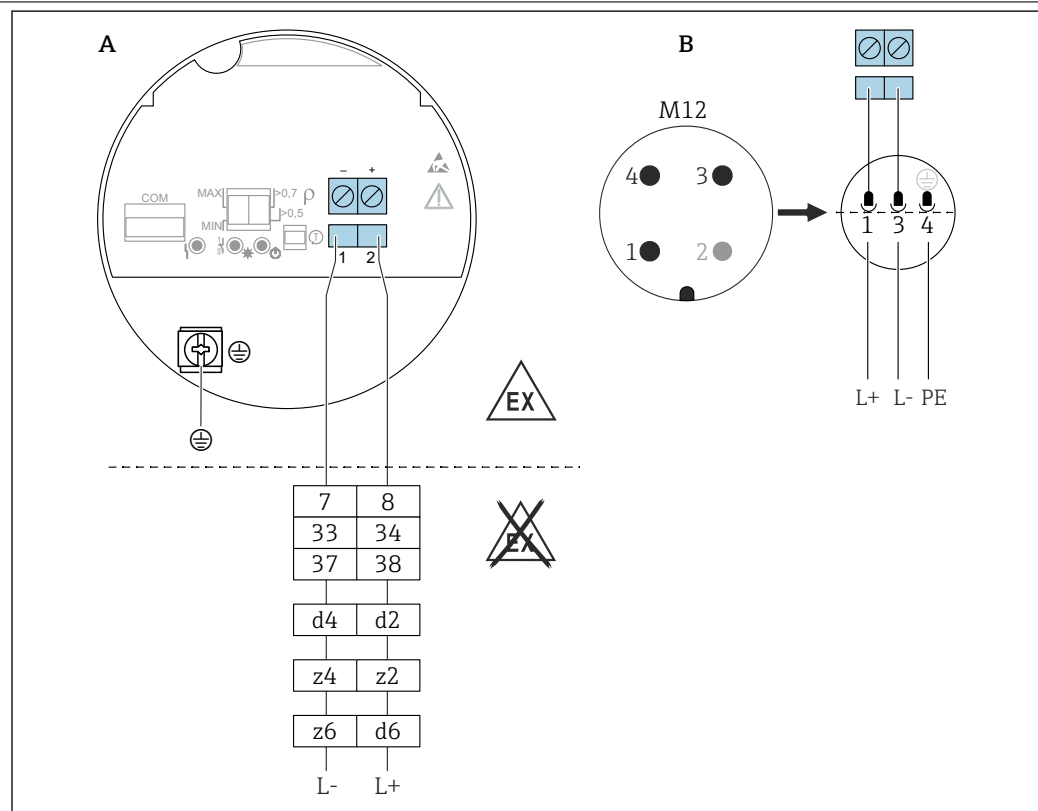 A
B
M12
4 3
1 2
1 3 4
L+ L- PE
- +
COM
MAX >0,7 ρ
MIN >0,5
1 2
EX
7 8
33 34
37 38
EX
d4 d2
z4 z2
z6 d6
L- L+